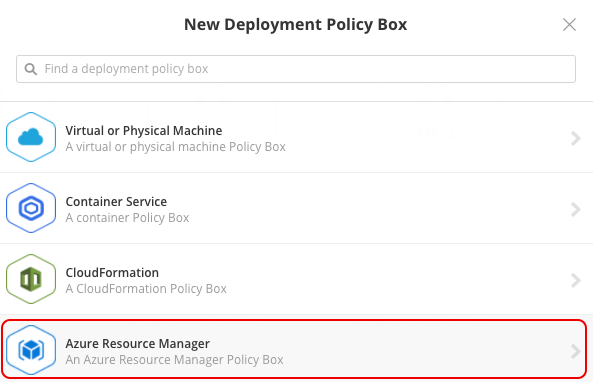 New Deployment Policy Box
Find a deployment policy box
Virtual or Physical Machine
A virtual or physical machine Policy Box
Container Service
A container Policy Box
CloudFormation
A CloudFormation Policy Box
Azure Resource Manager
An Azure Resource Manager Policy Box